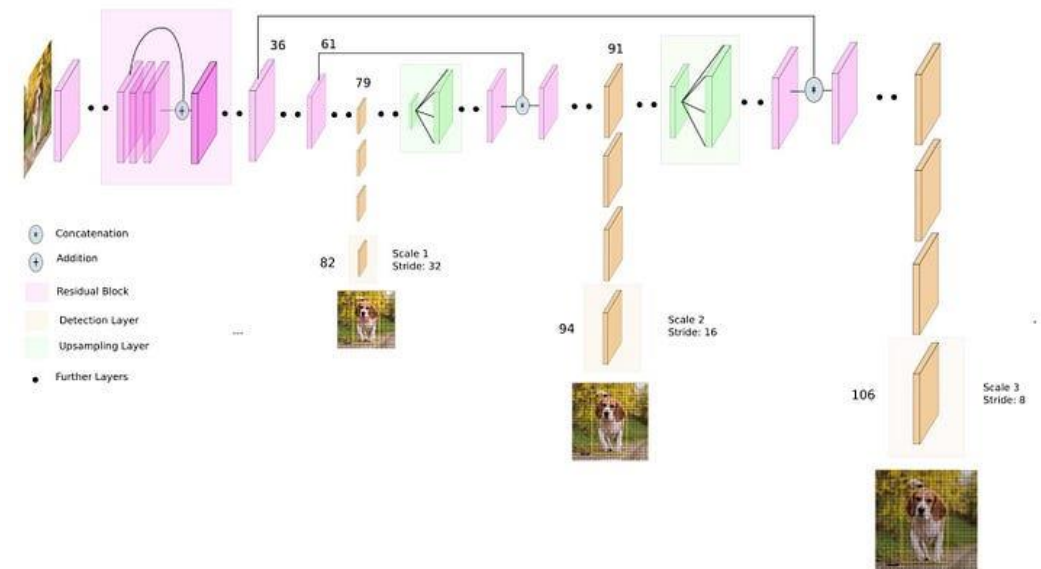 36
61
91
79
Concatenation
Addition
Residual Block
Detection Layer
Upsampling Layer
Further Layers
...
82
Scale 1
Stride: 32
94
Scale 2
Stride: 16
106
Scale 3
Stride: 8